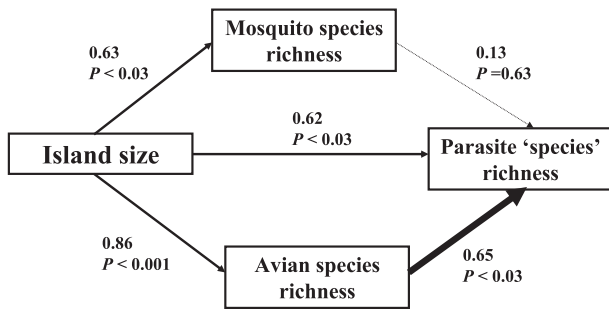 Mosquito species
richness
0.63
P < 0.03
0.13
P =0.63
0.62
P < 0.03
Island size
Parasite ‘species’
richness
0.86
P < 0.001
Avian species
richness
0.65
P < 0.03